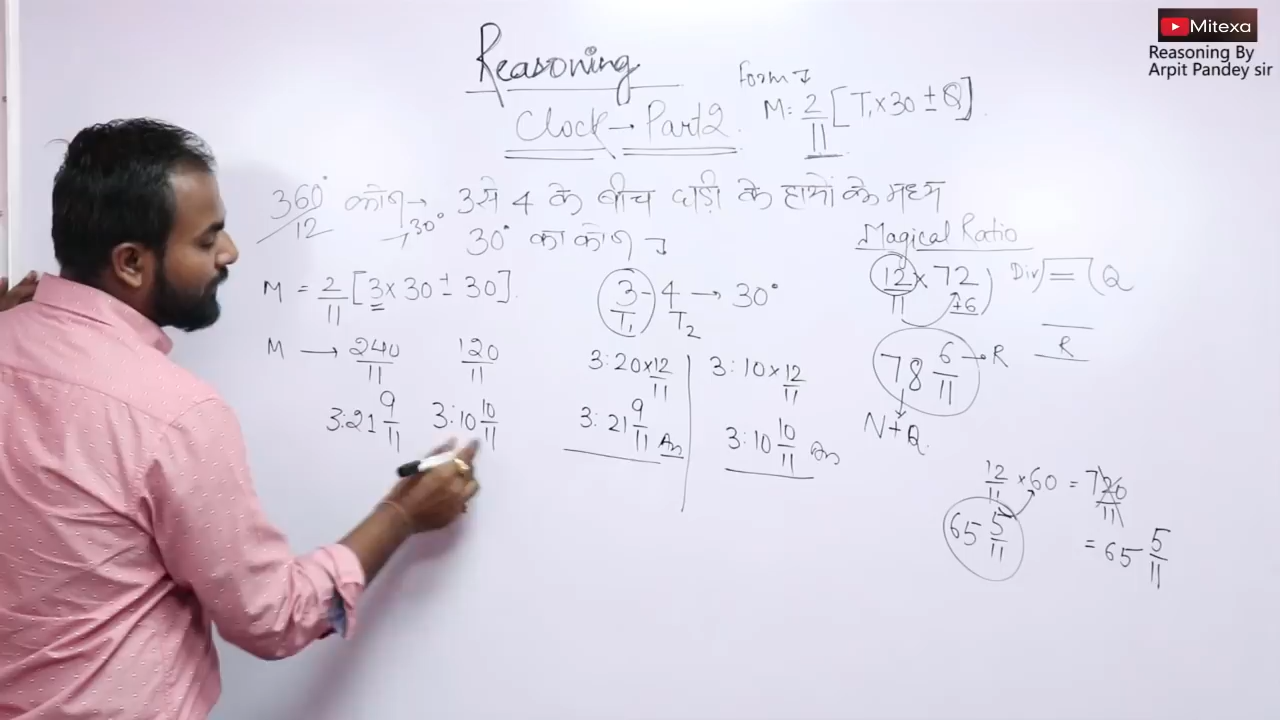 Mitexa
Reasoning By
Arpit Pandey sir
Reasoning
Clock → Part 2
Form
M: 2/11 [T₁ × 30 ± Q]
360°/12 कोण → 30°
3 से 4 के बीच घड़ी के हाथों के मध्य
30° का कोण
M = 2/11 [3 × 30 ± 30]
M → 240/11 120/11
3:21 9/11 3:10 10/11
3 - 4 → 30°
T₁ T₂
3:20 × 12/11
3:21 9/11 An
3:10 × 12/11
3:10 10/11 An
Magical Ratio
12/11 × 72
+6
Div) = (Q
R
78 6/11 → R
N+Q.
12/11 × 60 = 720/11
65 5/11
= 65 5/11